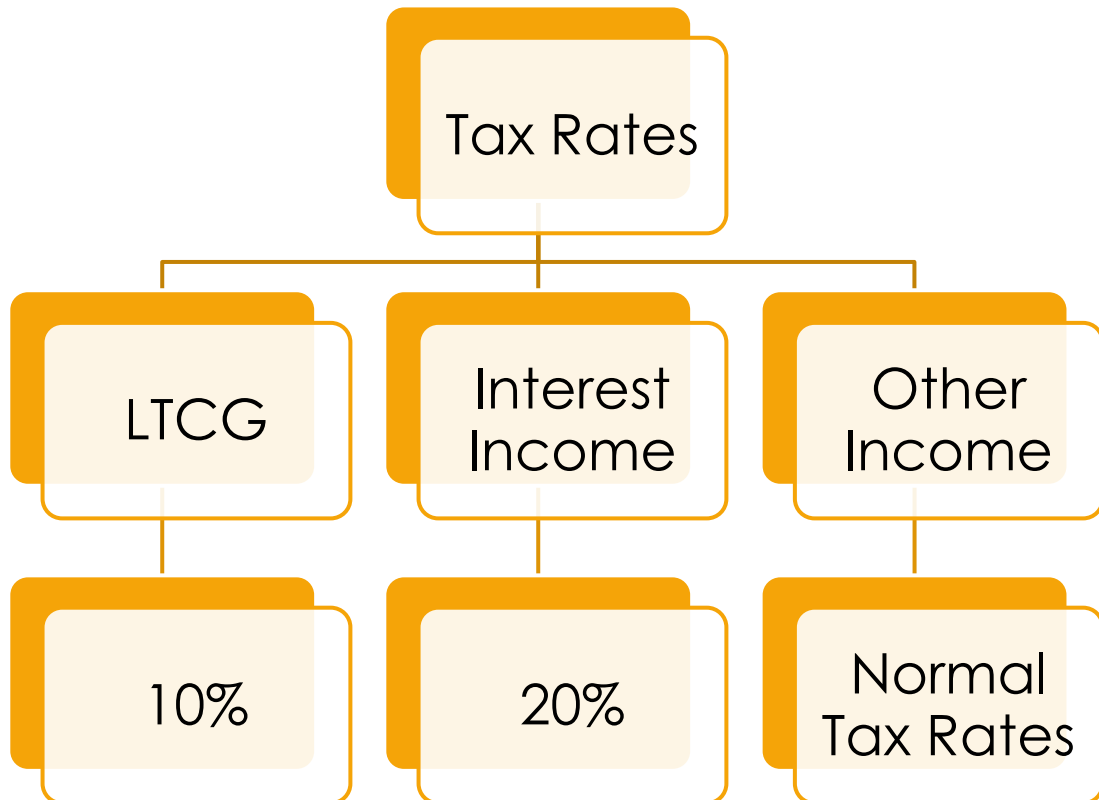 Tax Rates
LTCG
Interest
Income
Other
Income
10%
20%
Normal
Tax Rates